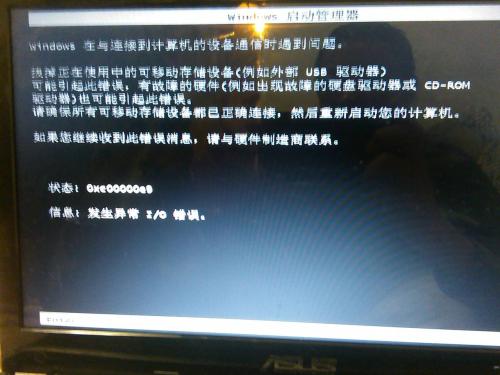 Windows 启动管理器
Windows 在与连接到计算机的设备通信时遇到问题。
拔掉正在使用中的可移动存储设备(例如外部 USB 驱动器)
可能引起此错误，有故障的硬件(例如出现故障的硬盘驱动器或 CD-ROM
驱动器)也可能引起此错误。
请确保所有可移动存储设备都已正确连接，然后重新启动您的计算机。
如果您继续收到此错误消息，请与硬件制造商联系。
状态: 0xc00000e9
信息: 发生异常 I/O 错误。
ASUS